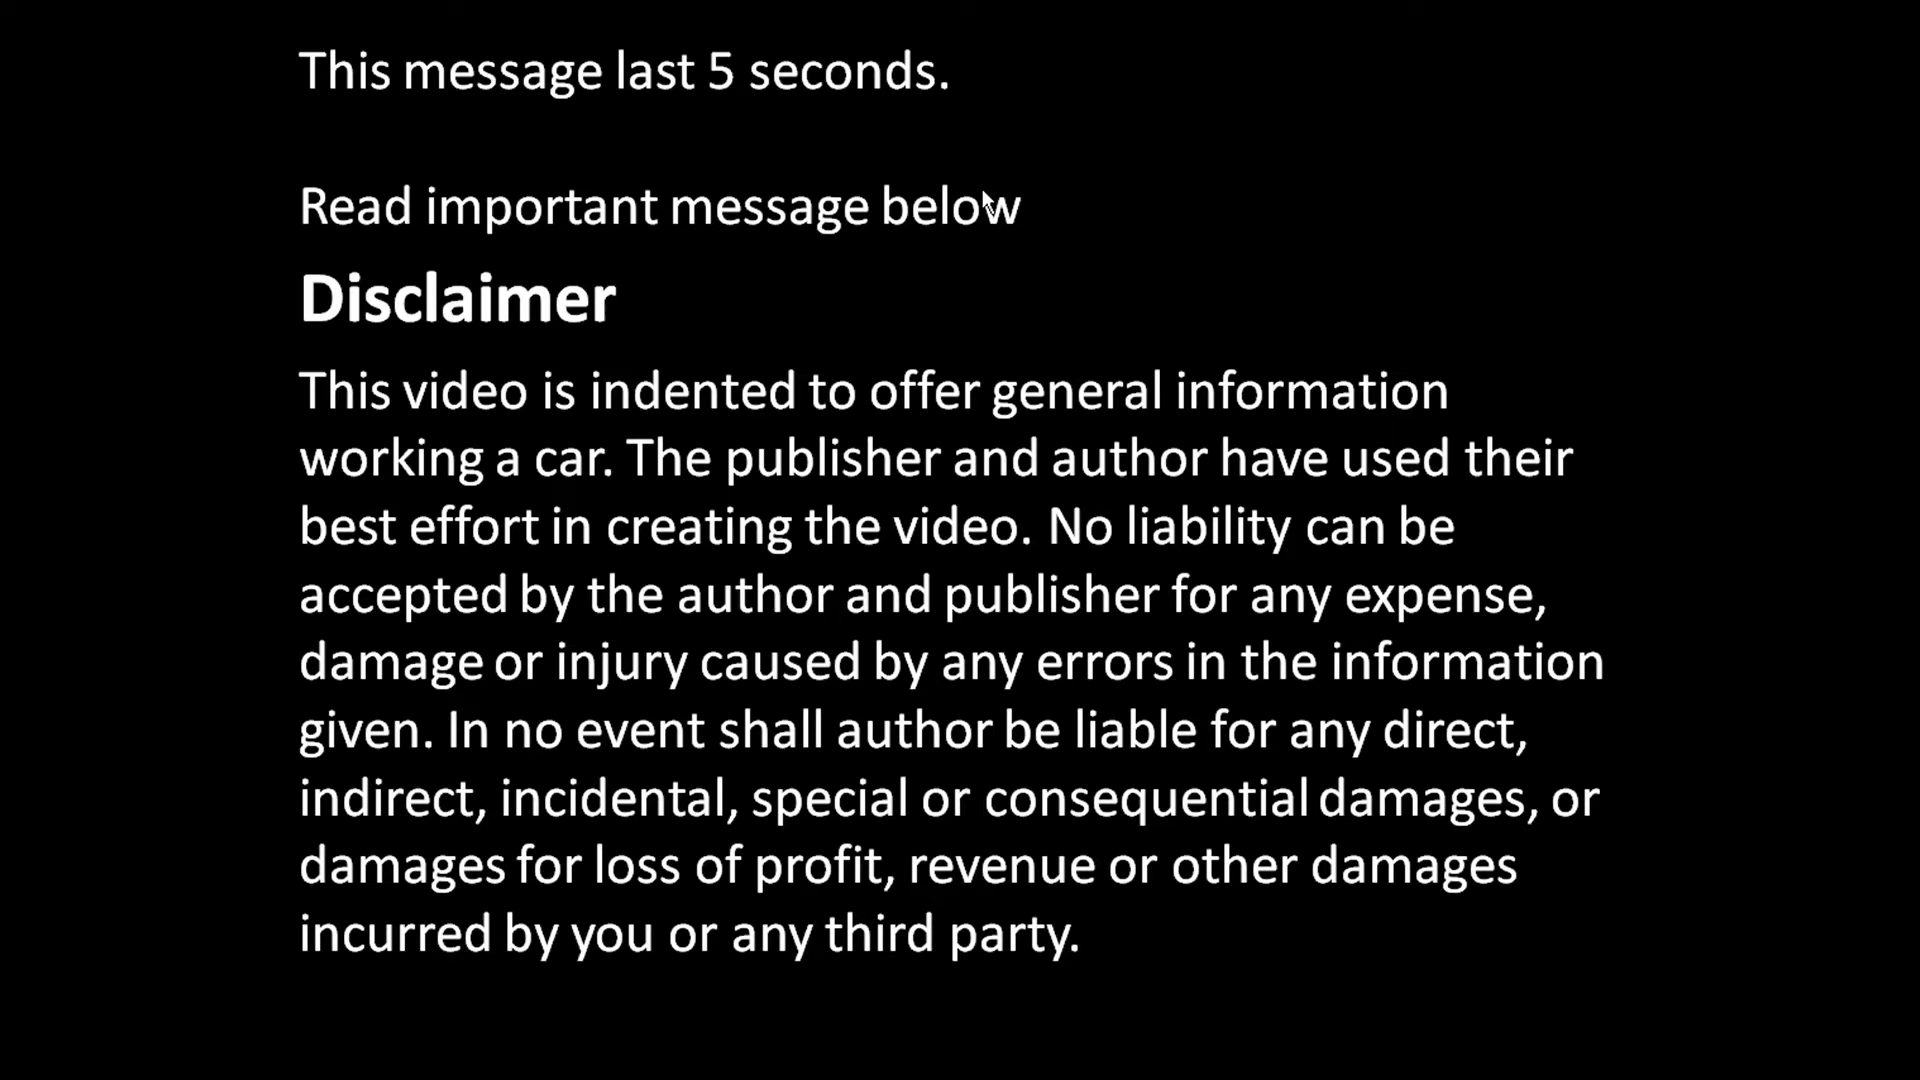 This message last 5 seconds.
Read important message below
Disclaimer
This video is indented to offer general information
working a car. The publisher and author have used their
best effort in creating the video. No liability can be
accepted by the author and publisher for any expense,
damage or injury caused by any errors in the information
given. In no event shall author be liable for any direct,
indirect, incidental, special or consequential damages, or
damages for loss of profit, revenue or other damages
incurred by you or any third party.